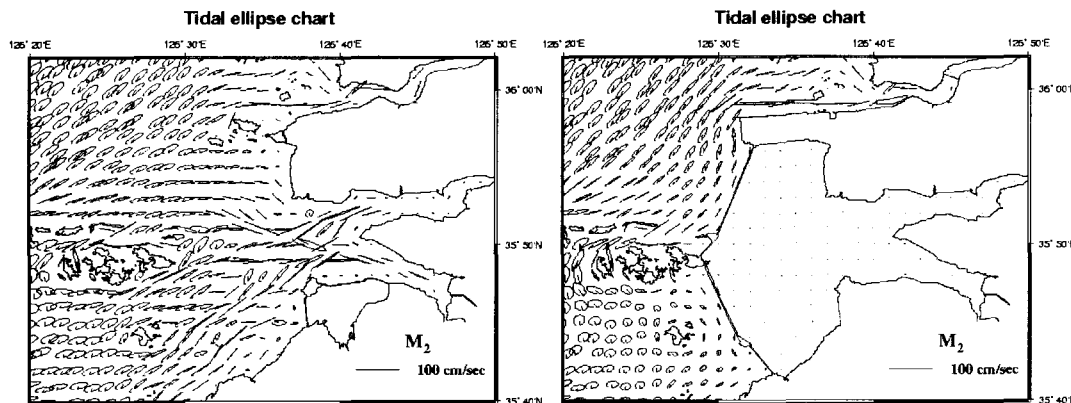 Tidal ellipse chart
126° 20'E 126° 30'E 126° 40'E 126° 50'E
36° 00'N
35° 50'N
35° 40'N
M2
100 cm/sec
Tidal ellipse chart
126° 20'E 126° 30'E 126° 40'E 126° 50'E
36° 00'N
35° 50'N
35° 40'N
M2
100 cm/sec